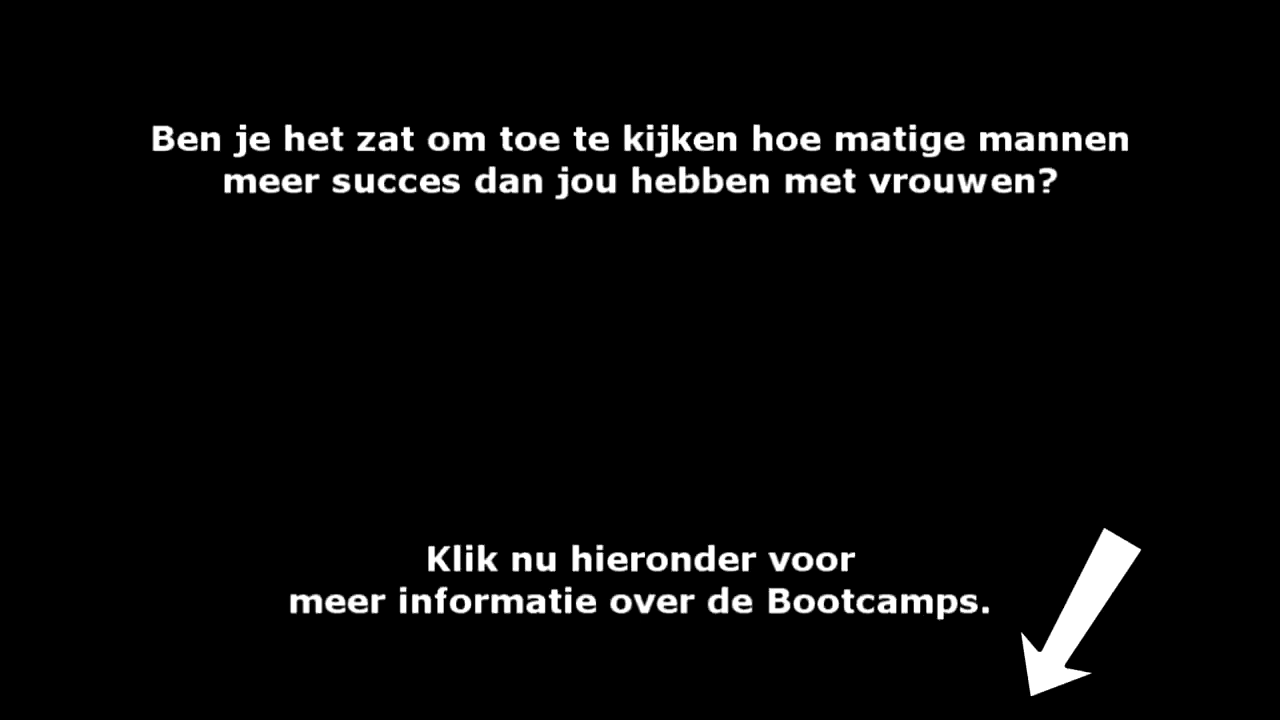 Ben je het zat om toe te kijken hoe matige mannen
meer succes dan jou hebben met vrouwen?
Klik nu hieronder voor
meer informatie over de Bootcamps.